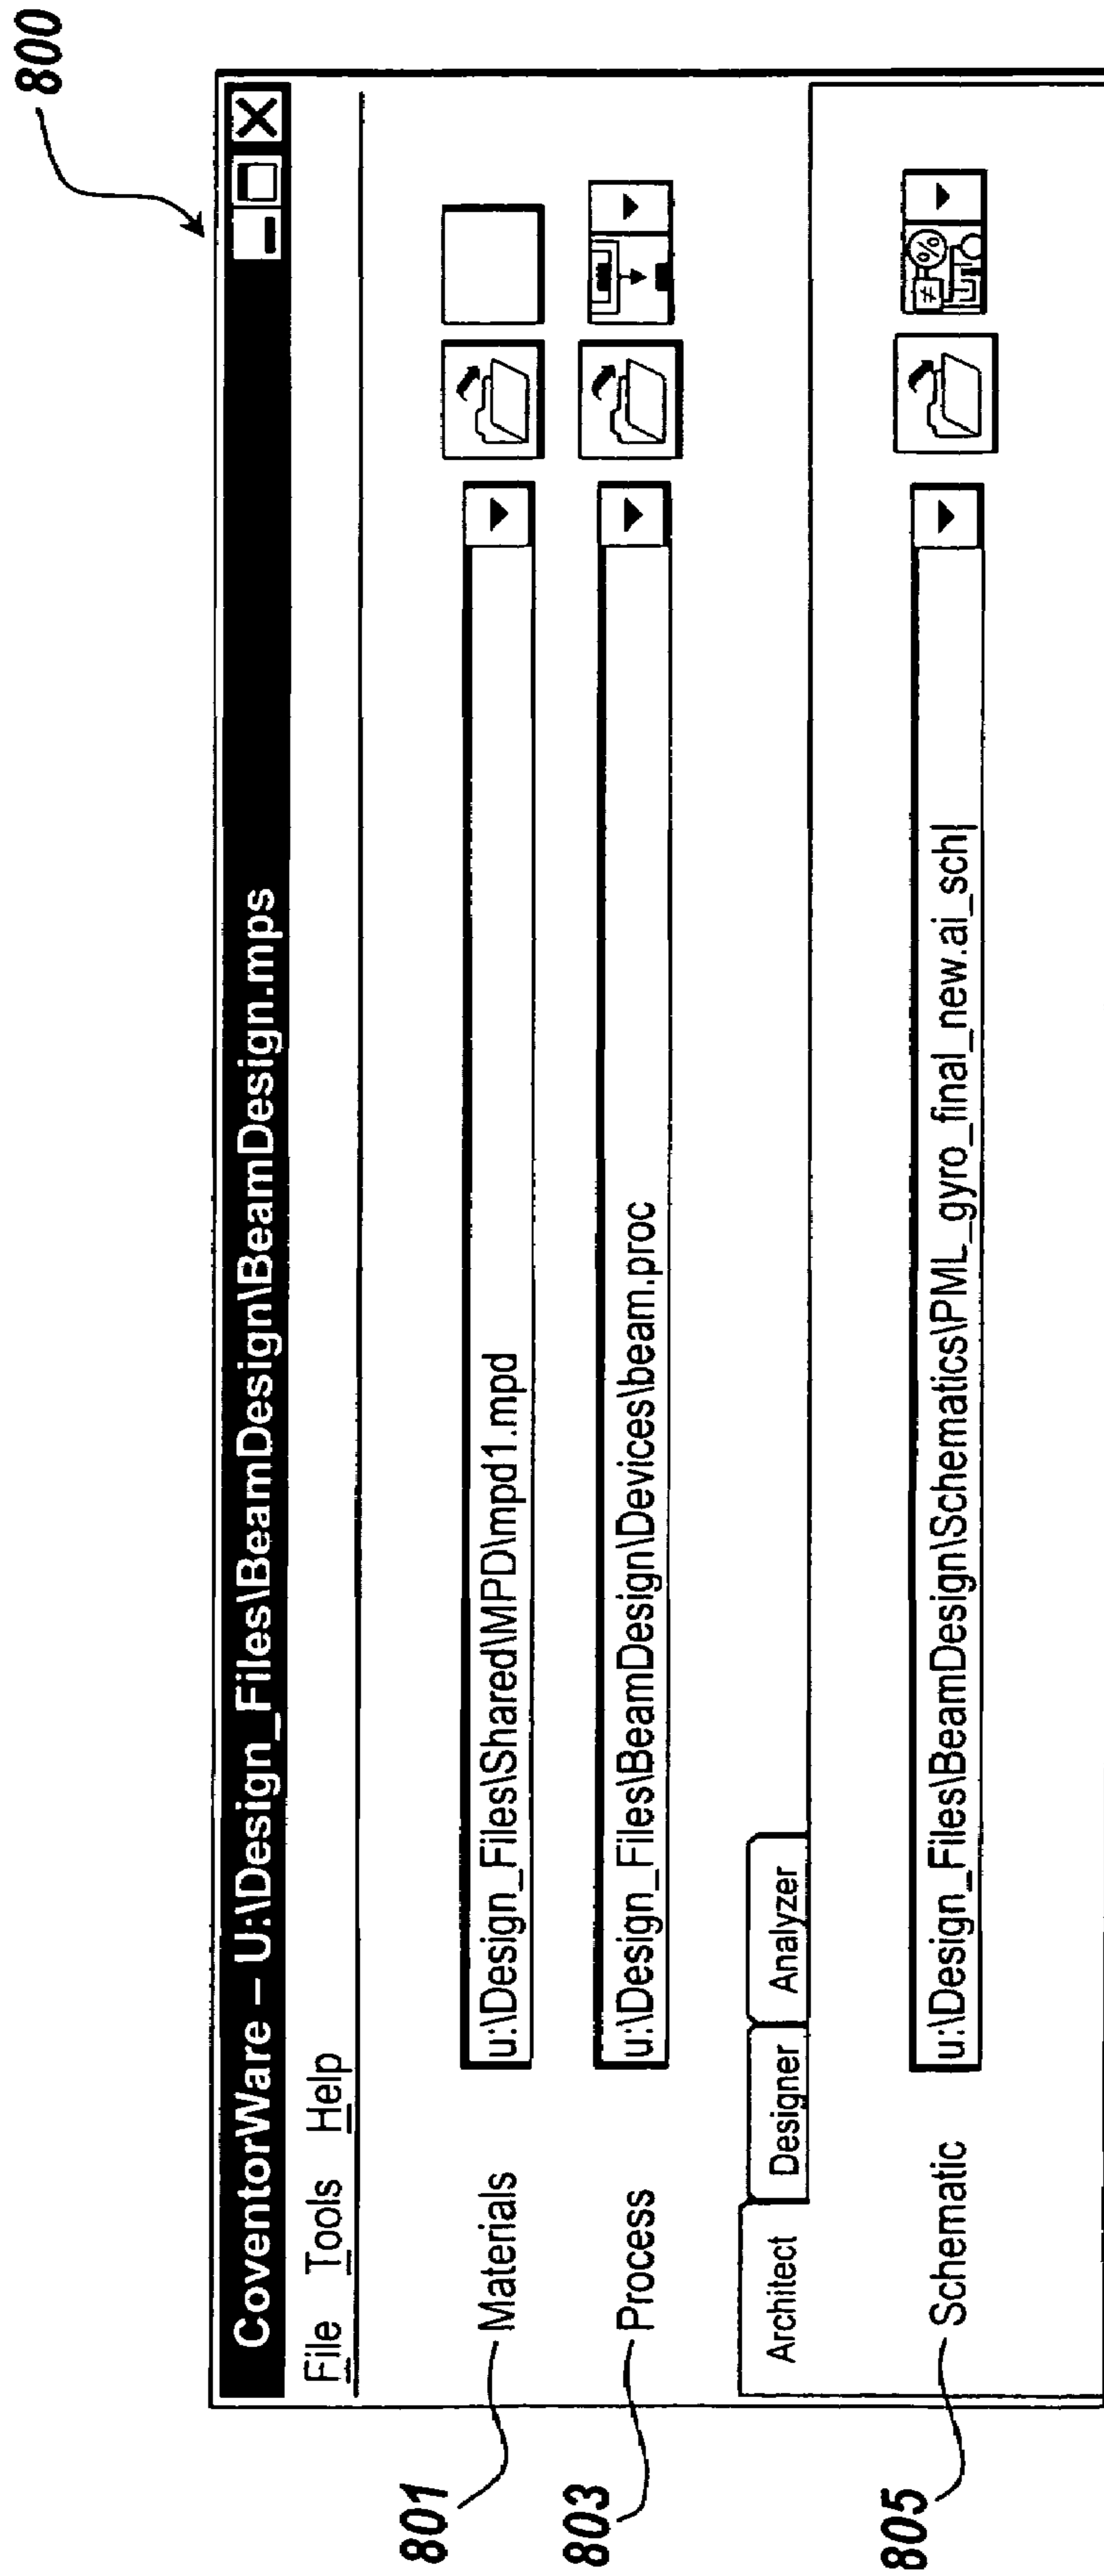 800
CoventorWare – U:\Design_Files\BeamDesign\BeamDesign.mps
File Tools Help
801 Materials u:\Design_Files\Shared\MPD\mpd1.mpd
803 Process u:\Design_Files\BeamDesign\Devices\beam.proc
Architect Designer Analyzer
805 Schematic u:\Design_Files\BeamDesign\Schematics\PML_gyro_final_new.ai_sch